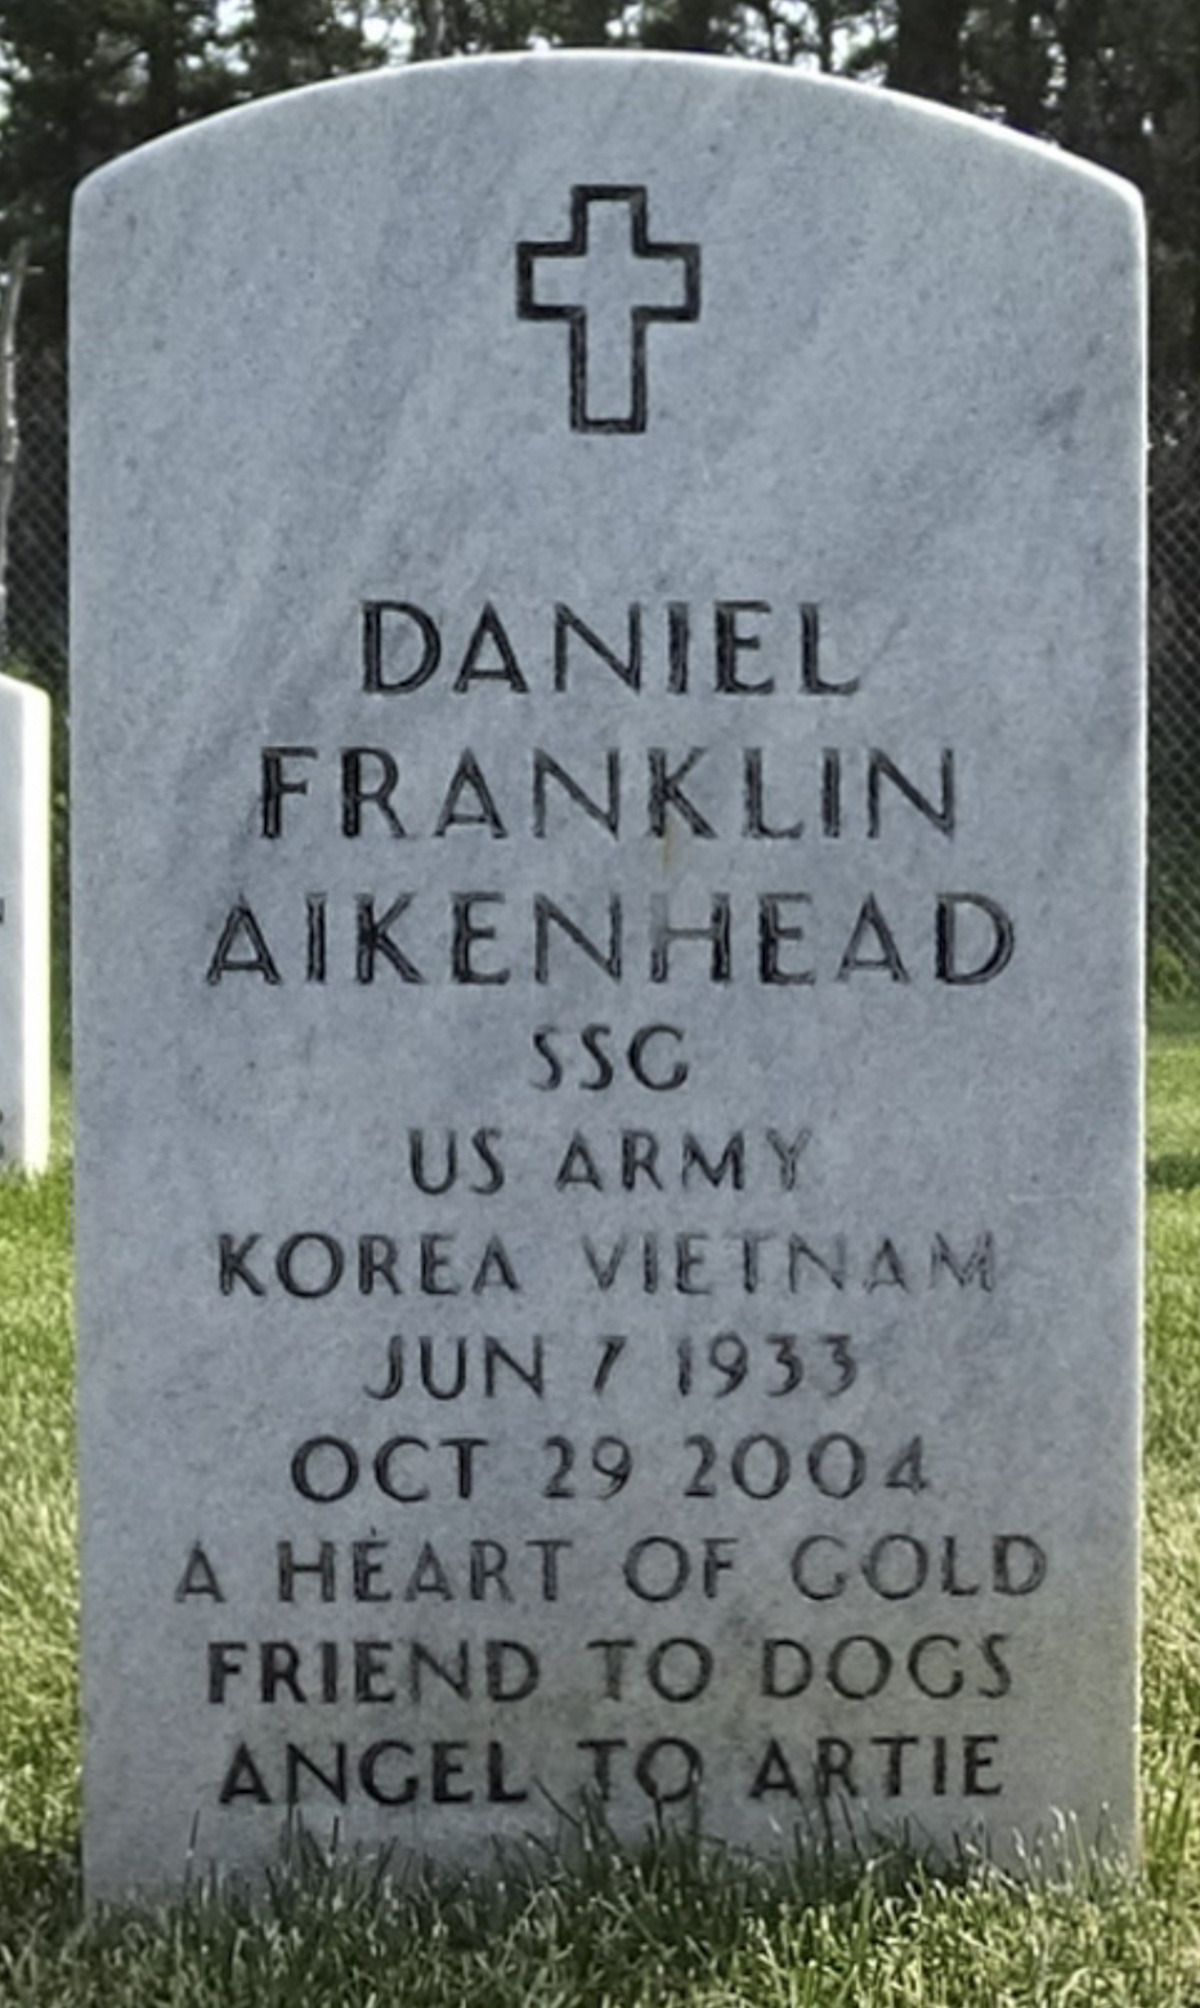 DANIEL
FRANKLIN
AIKENHEAD
SSG
US ARMY
KOREA VIETNAM
JUN 7 1933
OCT 29 2004
A HEART OF GOLD
FRIEND TO DOGS
ANGEL TO ARTIE